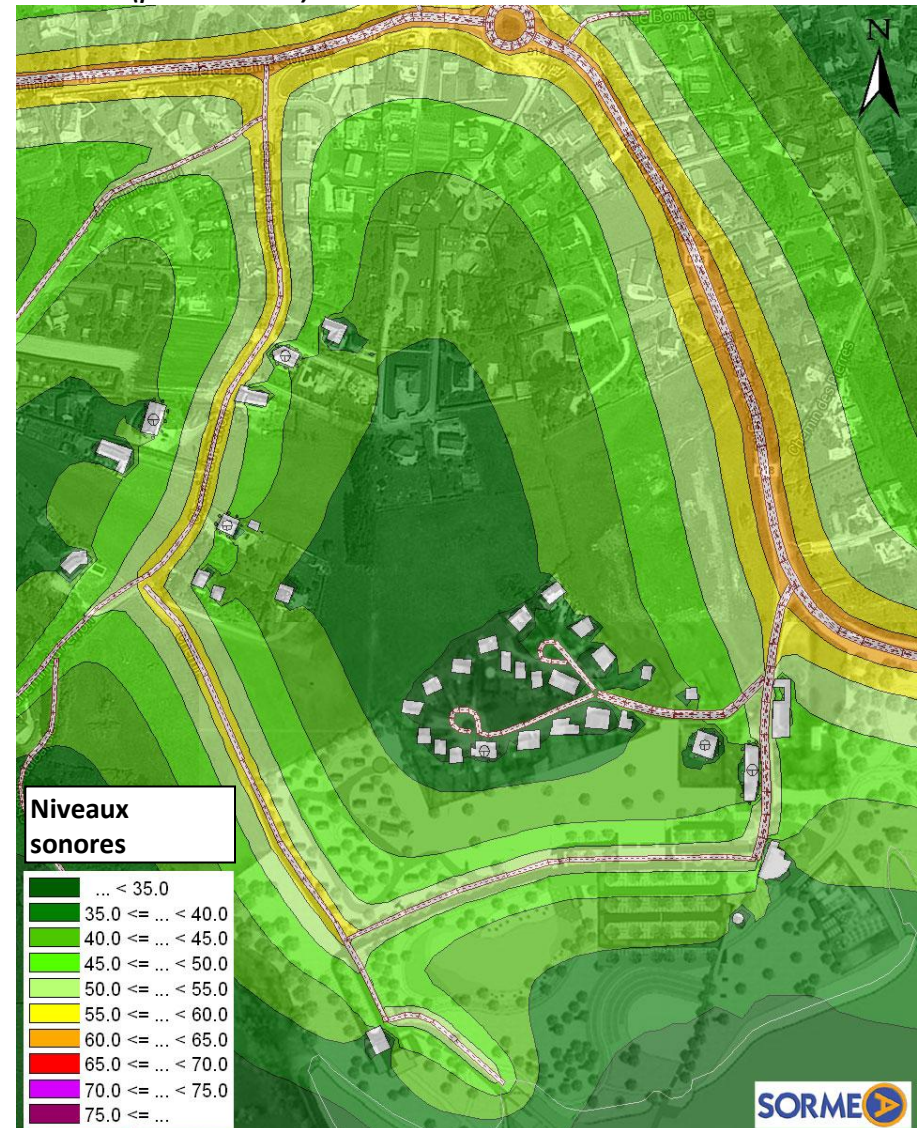 N
Niveaux
sonores
... < 35.0
35.0 <= ... < 40.0
40.0 <= ... < 45.0
45.0 <= ... < 50.0
50.0 <= ... < 55.0
55.0 <= ... < 60.0
60.0 <= ... < 65.0
65.0 <= ... < 70.0
70.0 <= ... < 75.0
75.0 <= ...
SORMEA